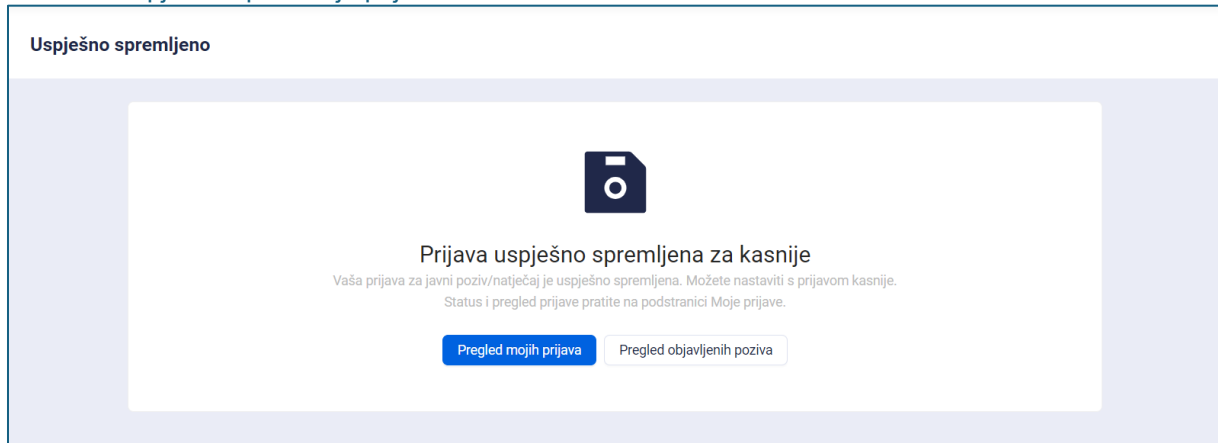 Uspješno spremljeno
Prijava uspješno spremljena za kasnije
Vaša prijava za javni poziv/natječaj je uspješno spremljena. Možete nastaviti s prijavom kasnije.
Status i pregled prijave pratite na podstranici Moje prijave.
Pregled mojih prijava Pregled objavljenih poziva